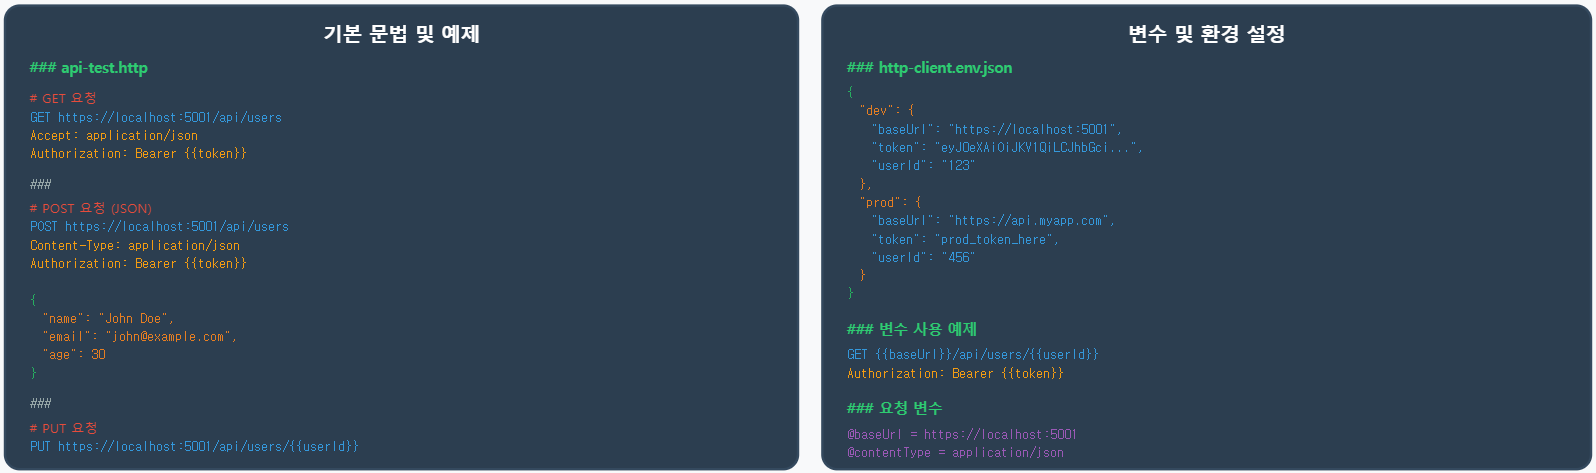 기본 문법 및 예제
### api-test.http
# GET 요청
GET https://localhost:5001/api/users
Accept: application/json
Authorization: Bearer {{token}}
###
# POST 요청 (JSON)
POST https://localhost:5001/api/users
Content-Type: application/json
Authorization: Bearer {{token}}
{
"name": "John Doe",
"email": "john@example.com",
"age": 30
}
###
# PUT 요청
PUT https://localhost:5001/api/users/{{userId}}
변수 및 환경 설정
### http-client.env.json
{
"dev": {
"baseUrl": "https://localhost:5001",
"token": "eyJ0eXAiOiJKV1QiLCJhbGci...",
"userId": "123"
},
"prod": {
"baseUrl": "https://api.myapp.com",
"token": "prod_token_here",
"userId": "456"
}
}
### 변수 사용 예제
GET {{baseUrl}}/api/users/{{userId}}
Authorization: Bearer {{token}}
### 요청 변수
@baseUrl = https://localhost:5001
@contentType = application/json